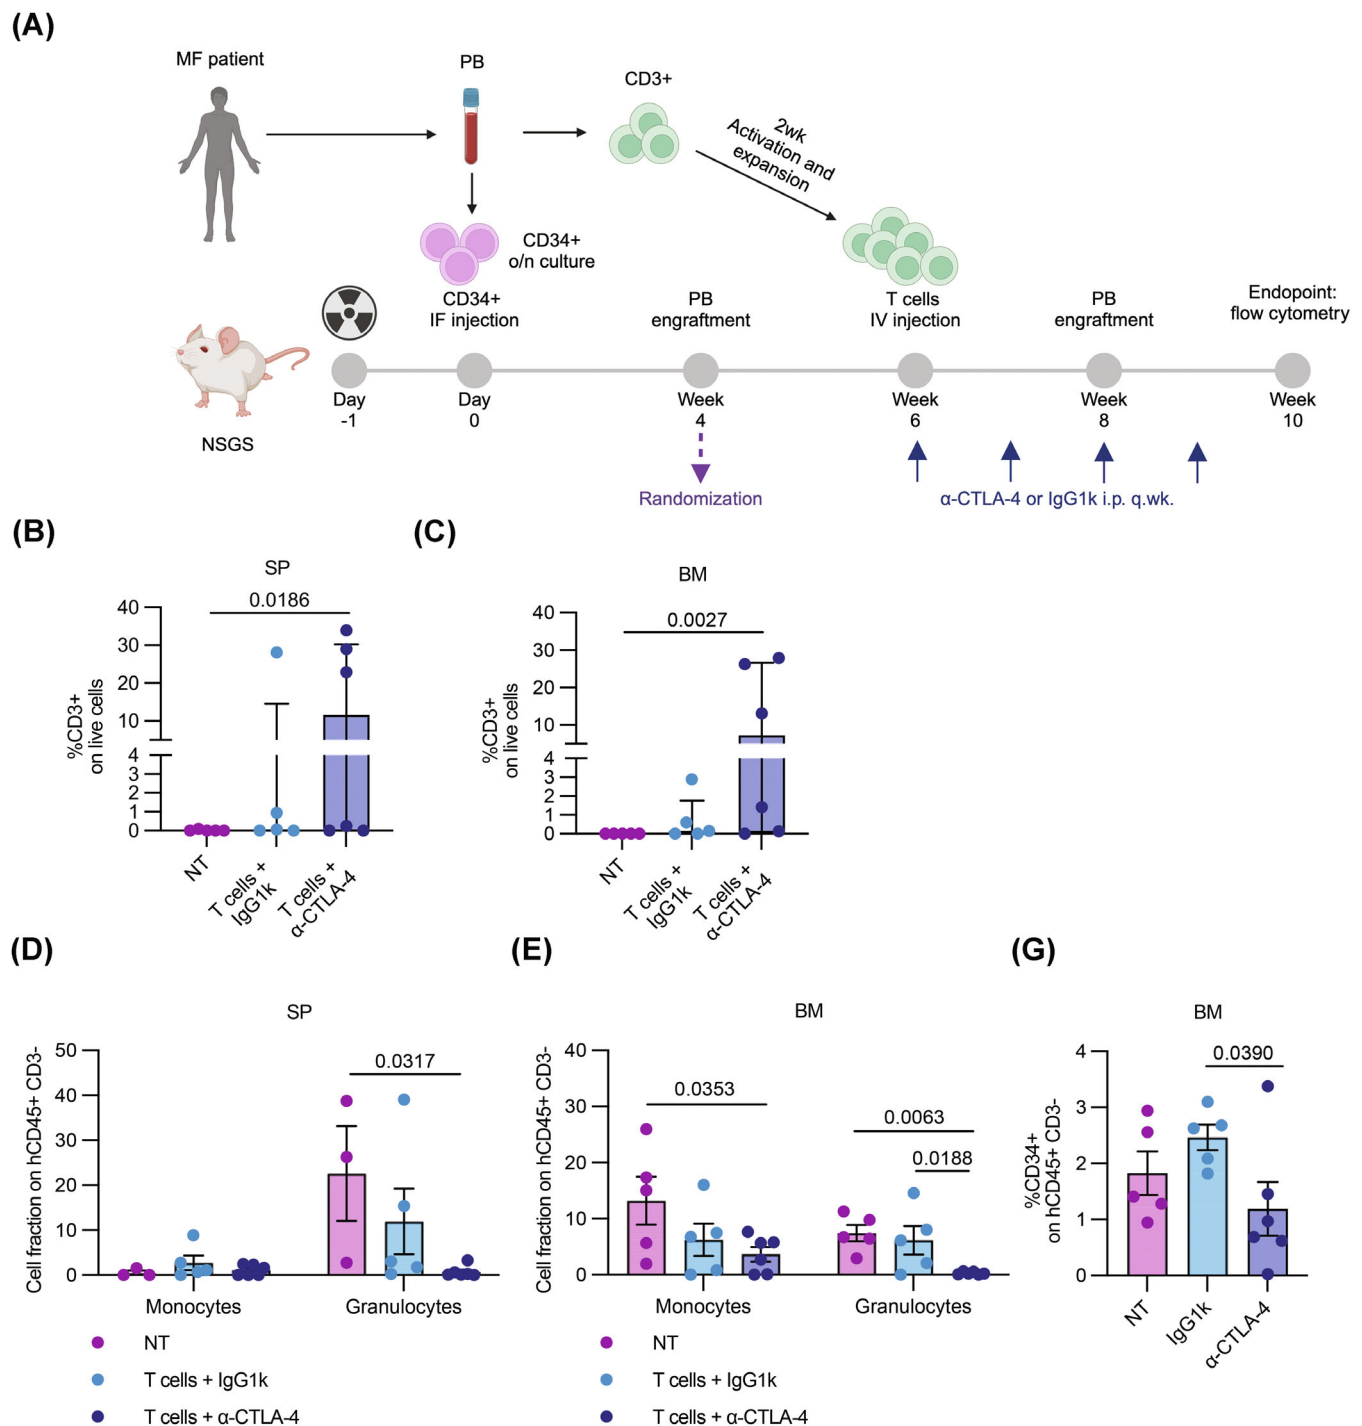 (A)
MF patient
PB
CD3+
2wk
Activation and
expansion
CD34+
o/n culture
CD34+
IF injection
PB
engraftment
T cells
IV injection
PB
engraftment
Endopoint:
flow cytometry
NSGS
Day
-1
Day
0
Week
4
Week
6
Week
8
Week
10
Randomization
α-CTLA-4 or IgG1k i.p. q.wk.
(B)
SP
0.0186
%CD3+
on live cells
40
30
20
10
4
3
2
1
0
NT
T cells +
IgG1k
T cells +
α-CTLA-4
(C)
BM
0.0027
%CD3+
on live cells
40
30
20
10
4
3
2
1
0
NT
T cells +
IgG1k
T cells +
α-CTLA-4
(D)
SP
Cell fraction on hCD45+ CD3-
50
40
30
20
10
0
0.0317
Monocytes
Granulocytes
NT
T cells + IgG1k
T cells + α-CTLA-4
(E)
BM
Cell fraction on hCD45+ CD3-
40
30
20
10
0
0.0353
0.0063
0.0188
Monocytes
Granulocytes
NT
T cells + IgG1k
T cells + α-CTLA-4
(G)
BM
%CD34+
on hCD45+ CD3-
4
3
2
1
0
0.0390
NT
IgG1k
α-CTLA-4